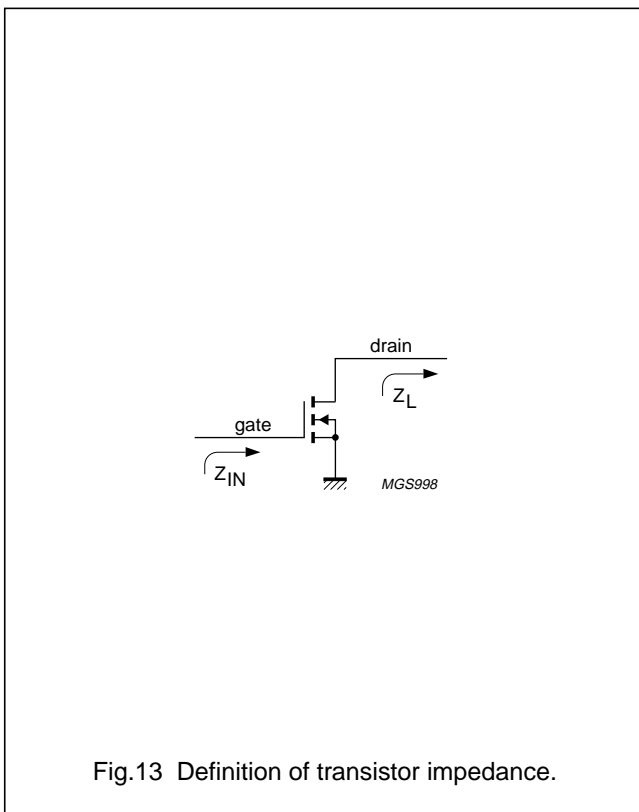 drain
Z_L
gate
Z_IN
MGS998
Fig.13 Definition of transistor impedance.